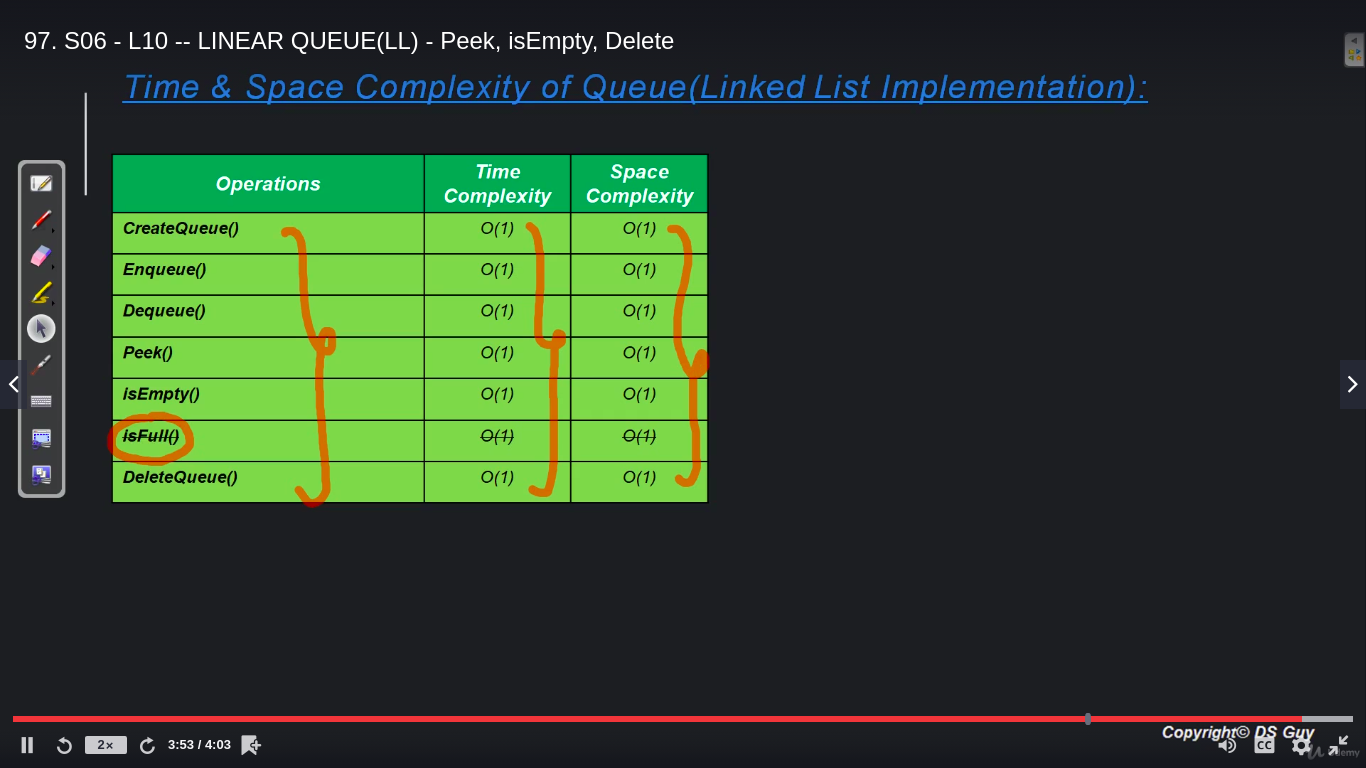 97. S06 - L10 -- LINEAR QUEUE(LL) - Peek, isEmpty, Delete
Time & Space Complexity of Queue(Linked List Implementation):
Operations Time Complexity Space Complexity
CreateQueue() O(1) O(1)
Enqueue() O(1) O(1)
Dequeue() O(1) O(1)
Peek() O(1) O(1)
isEmpty() O(1) O(1)
isFull() O(1) O(1)
DeleteQueue() O(1) O(1)
Copyright© DS Guy
2× 3:53 / 4:03 CC
Udemy